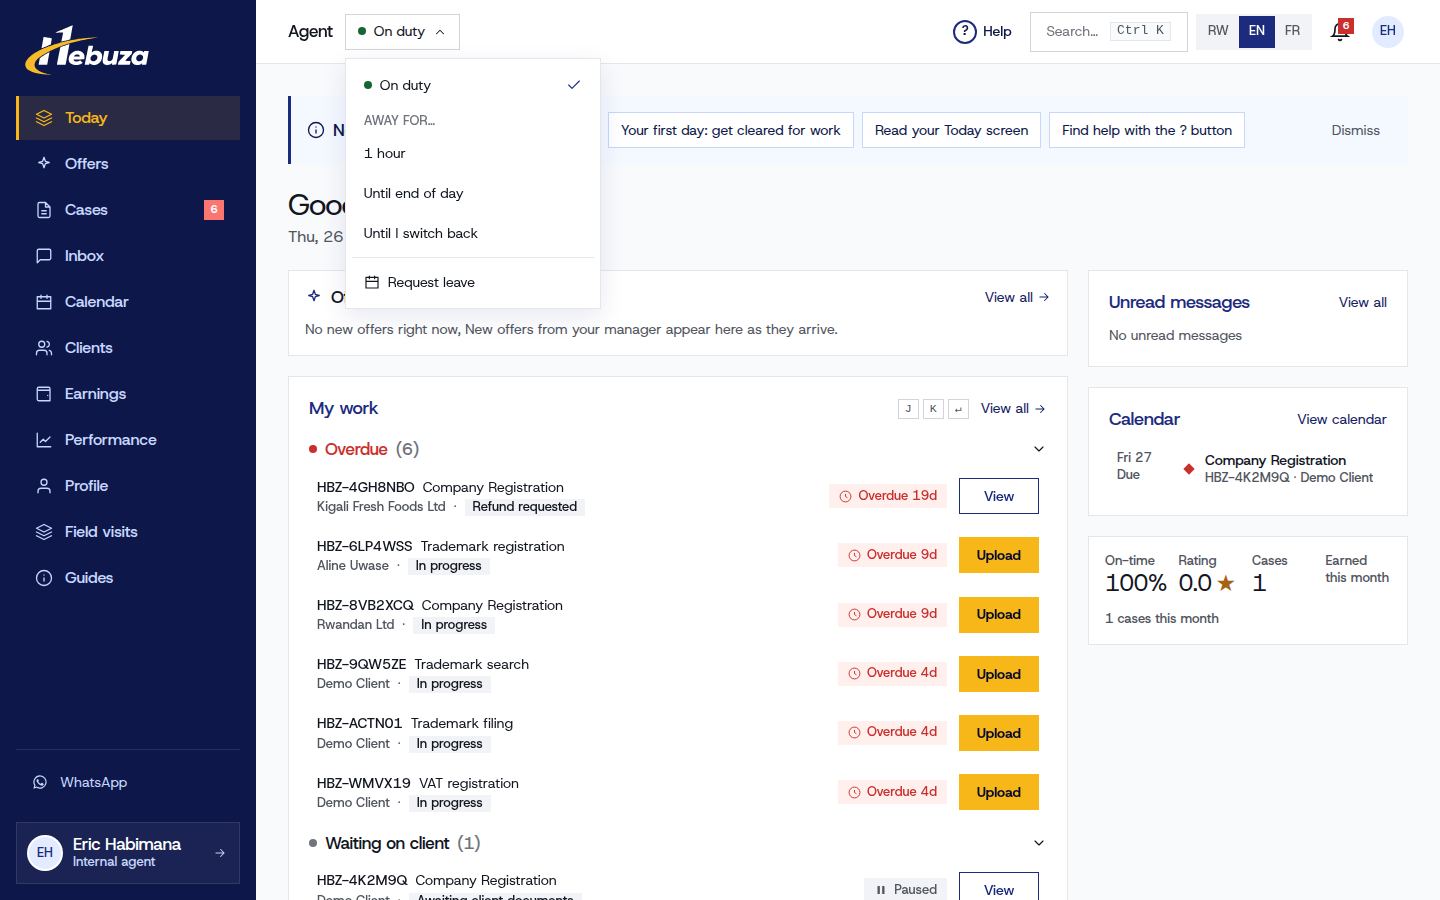 Hebuza
Agent
On duty
Help
Search...
Ctrl K
RW
EN
FR
6
EH
Today
Offers
Cases
6
Inbox
Calendar
Clients
Earnings
Performance
Profile
Field visits
Guides
WhatsApp
EH
Eric Habimana
Internal agent
On duty
AWAY FOR...
1 hour
Until end of day
Until I switch back
Request leave
Your first day: get cleared for work
Read your Today screen
Find help with the ? button
Dismiss
Thu, 26
View all
No new offers right now, New offers from your manager appear here as they arrive.
My work
J
K
↵
View all
Overdue (6)
HBZ-4GH8NBO Company Registration
Kigali Fresh Foods Ltd · Refund requested
Overdue 19d
View
HBZ-6LP4WSS Trademark registration
Aline Uwase · In progress
Overdue 9d
Upload
HBZ-8VB2XCQ Company Registration
Rwandan Ltd · In progress
Overdue 9d
Upload
HBZ-9QW5ZE Trademark search
Demo Client · In progress
Overdue 4d
Upload
HBZ-ACTN01 Trademark filing
Demo Client · In progress
Overdue 4d
Upload
HBZ-WMVX19 VAT registration
Demo Client · In progress
Overdue 4d
Upload
Waiting on client (1)
HBZ-4K2M9Q Company Registration
Demo Client · Awaiting client documents
Paused
View
Unread messages
View all
No unread messages
Calendar
View calendar
Fri 27
Due
Company Registration
HBZ-4K2M9Q · Demo Client
On-time
100%
Rating
0.0 ★
Cases
1
Earned
this month
1 cases this month